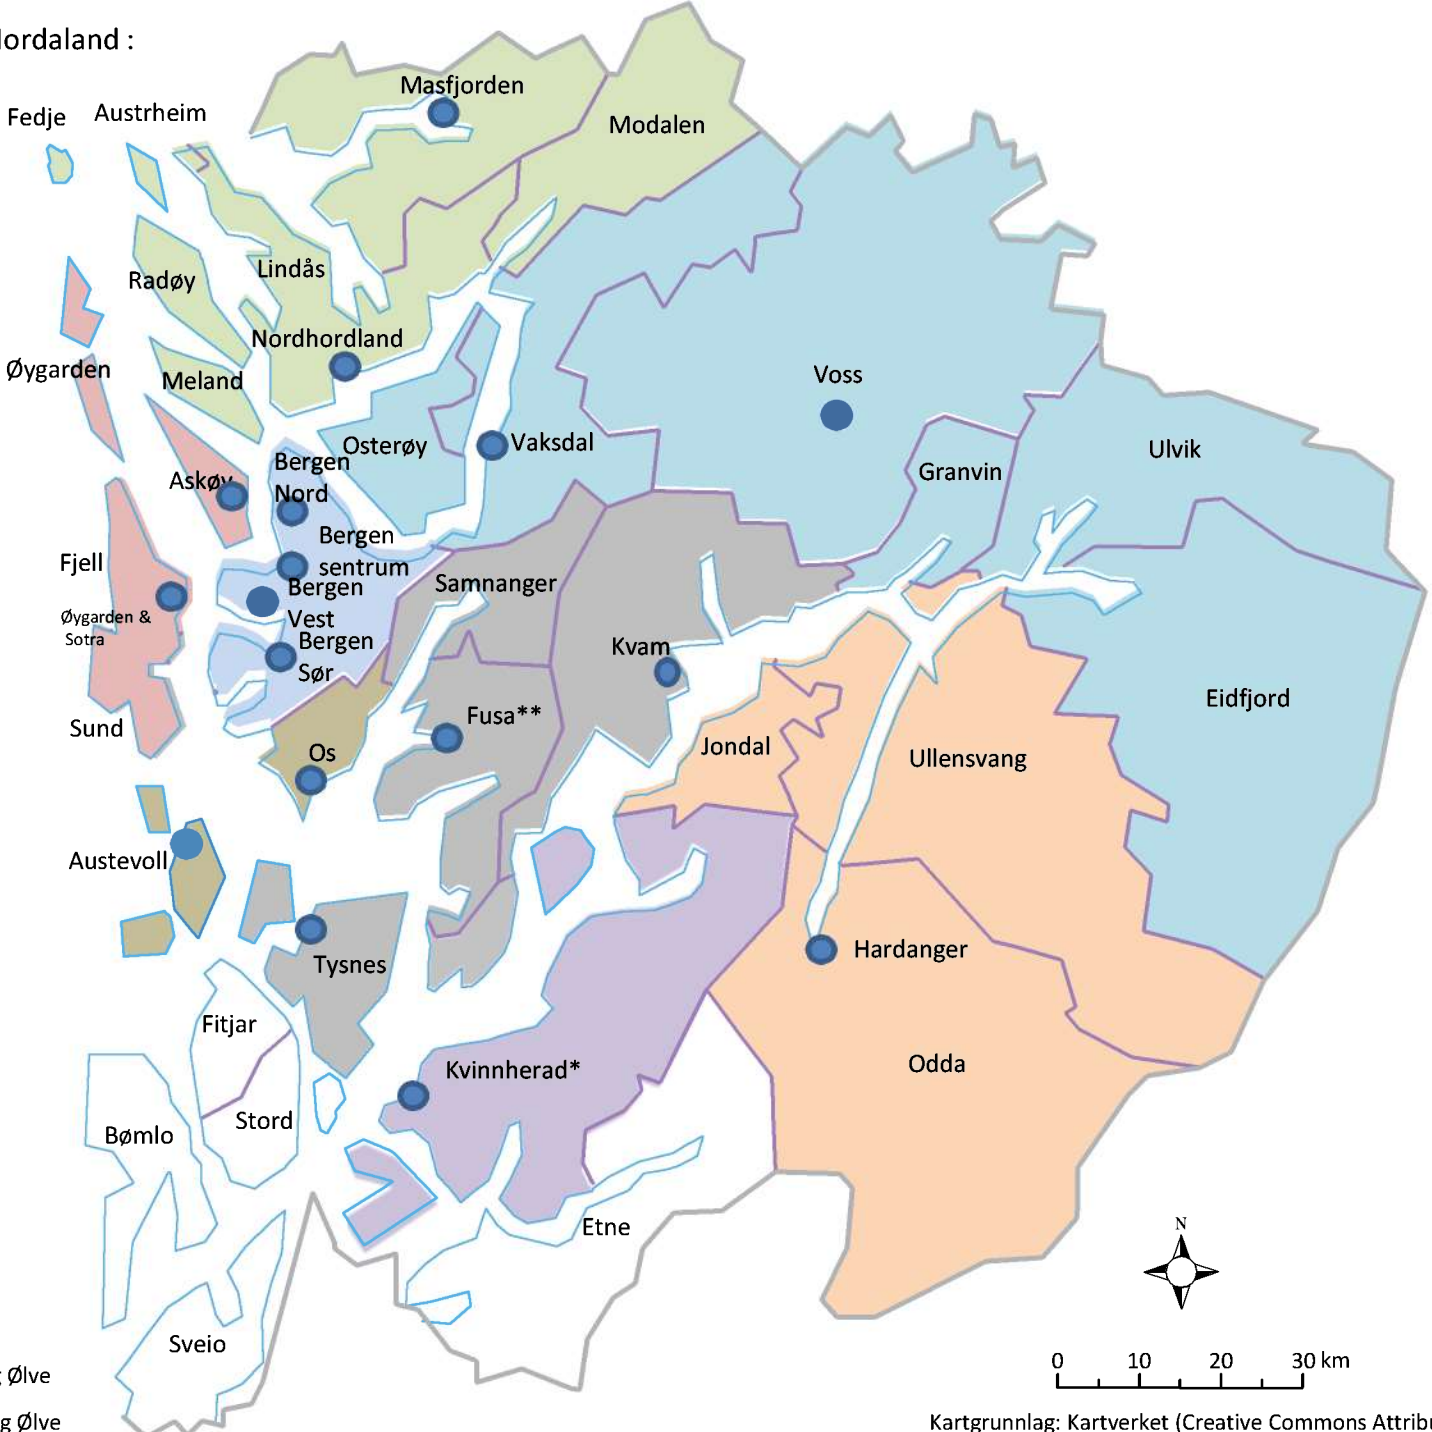 ordaland :
Masfjorden
Fedje
Austrheim
Modalen
Radøy
Lindås
Nordhordland
Øygarden
Meland
Voss
Osterøy
Vaksdal
Ulvik
Bergen
Nord
Granvin
Askøy
Bergen
sentrum
Fjell
Samnanger
Bergen
Vest
Øygarden &
Sotra
Bergen
Sør
Kvam
Eidfjord
Sund
Fusa**
Os
Jondal
Ullensvang
Austevoll
Hardanger
Tysnes
Fitjar
Odda
Kvinnherad*
Stord
Bømlo
Etne
N
Sveio
0 10 20 30 km
g Ølve
g Ølve
Kartgrunnlag: Kartverket (Creative Commons Attrib